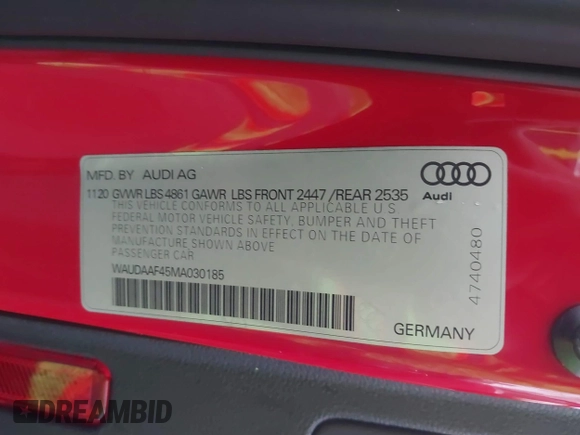 MFD. BY AUDI AG
1120 GVWR LBS 4861 GAWR LBS FRONT 2447 / REAR 2535
THIS VEHICLE CONFORMS TO ALL APPLICABLE U S
FEDERAL MOTOR VEHICLE SAFETY, BUMPER AND THEFT
PREVENTION STANDARDS IN EFFECT ON THE DATE OF
MANUFACTURE SHOWN ABOVE
PASSENGER CAR
WAUDAAF45MA030185
Audi
4740480
GERMANY
DREAMBID